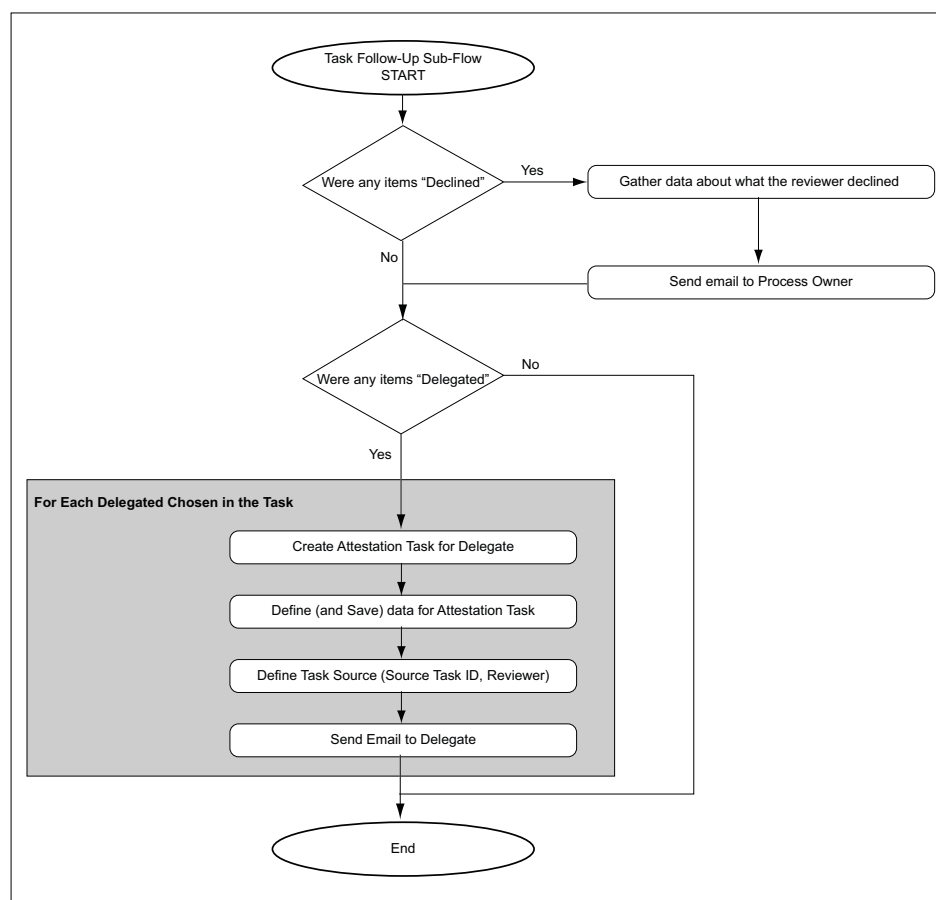 Task Follow-Up Sub-Flow
START
Were any items “Declined”
Yes
Gather data about what the reviewer declined
No
Send email to Process Owner
Were any items “Delegated”
No
Yes
For Each Delegated Chosen in the Task
Create Attestation Task for Delegate
Define (and Save) data for Attestation Task
Define Task Source (Source Task ID, Reviewer)
Send Email to Delegate
End